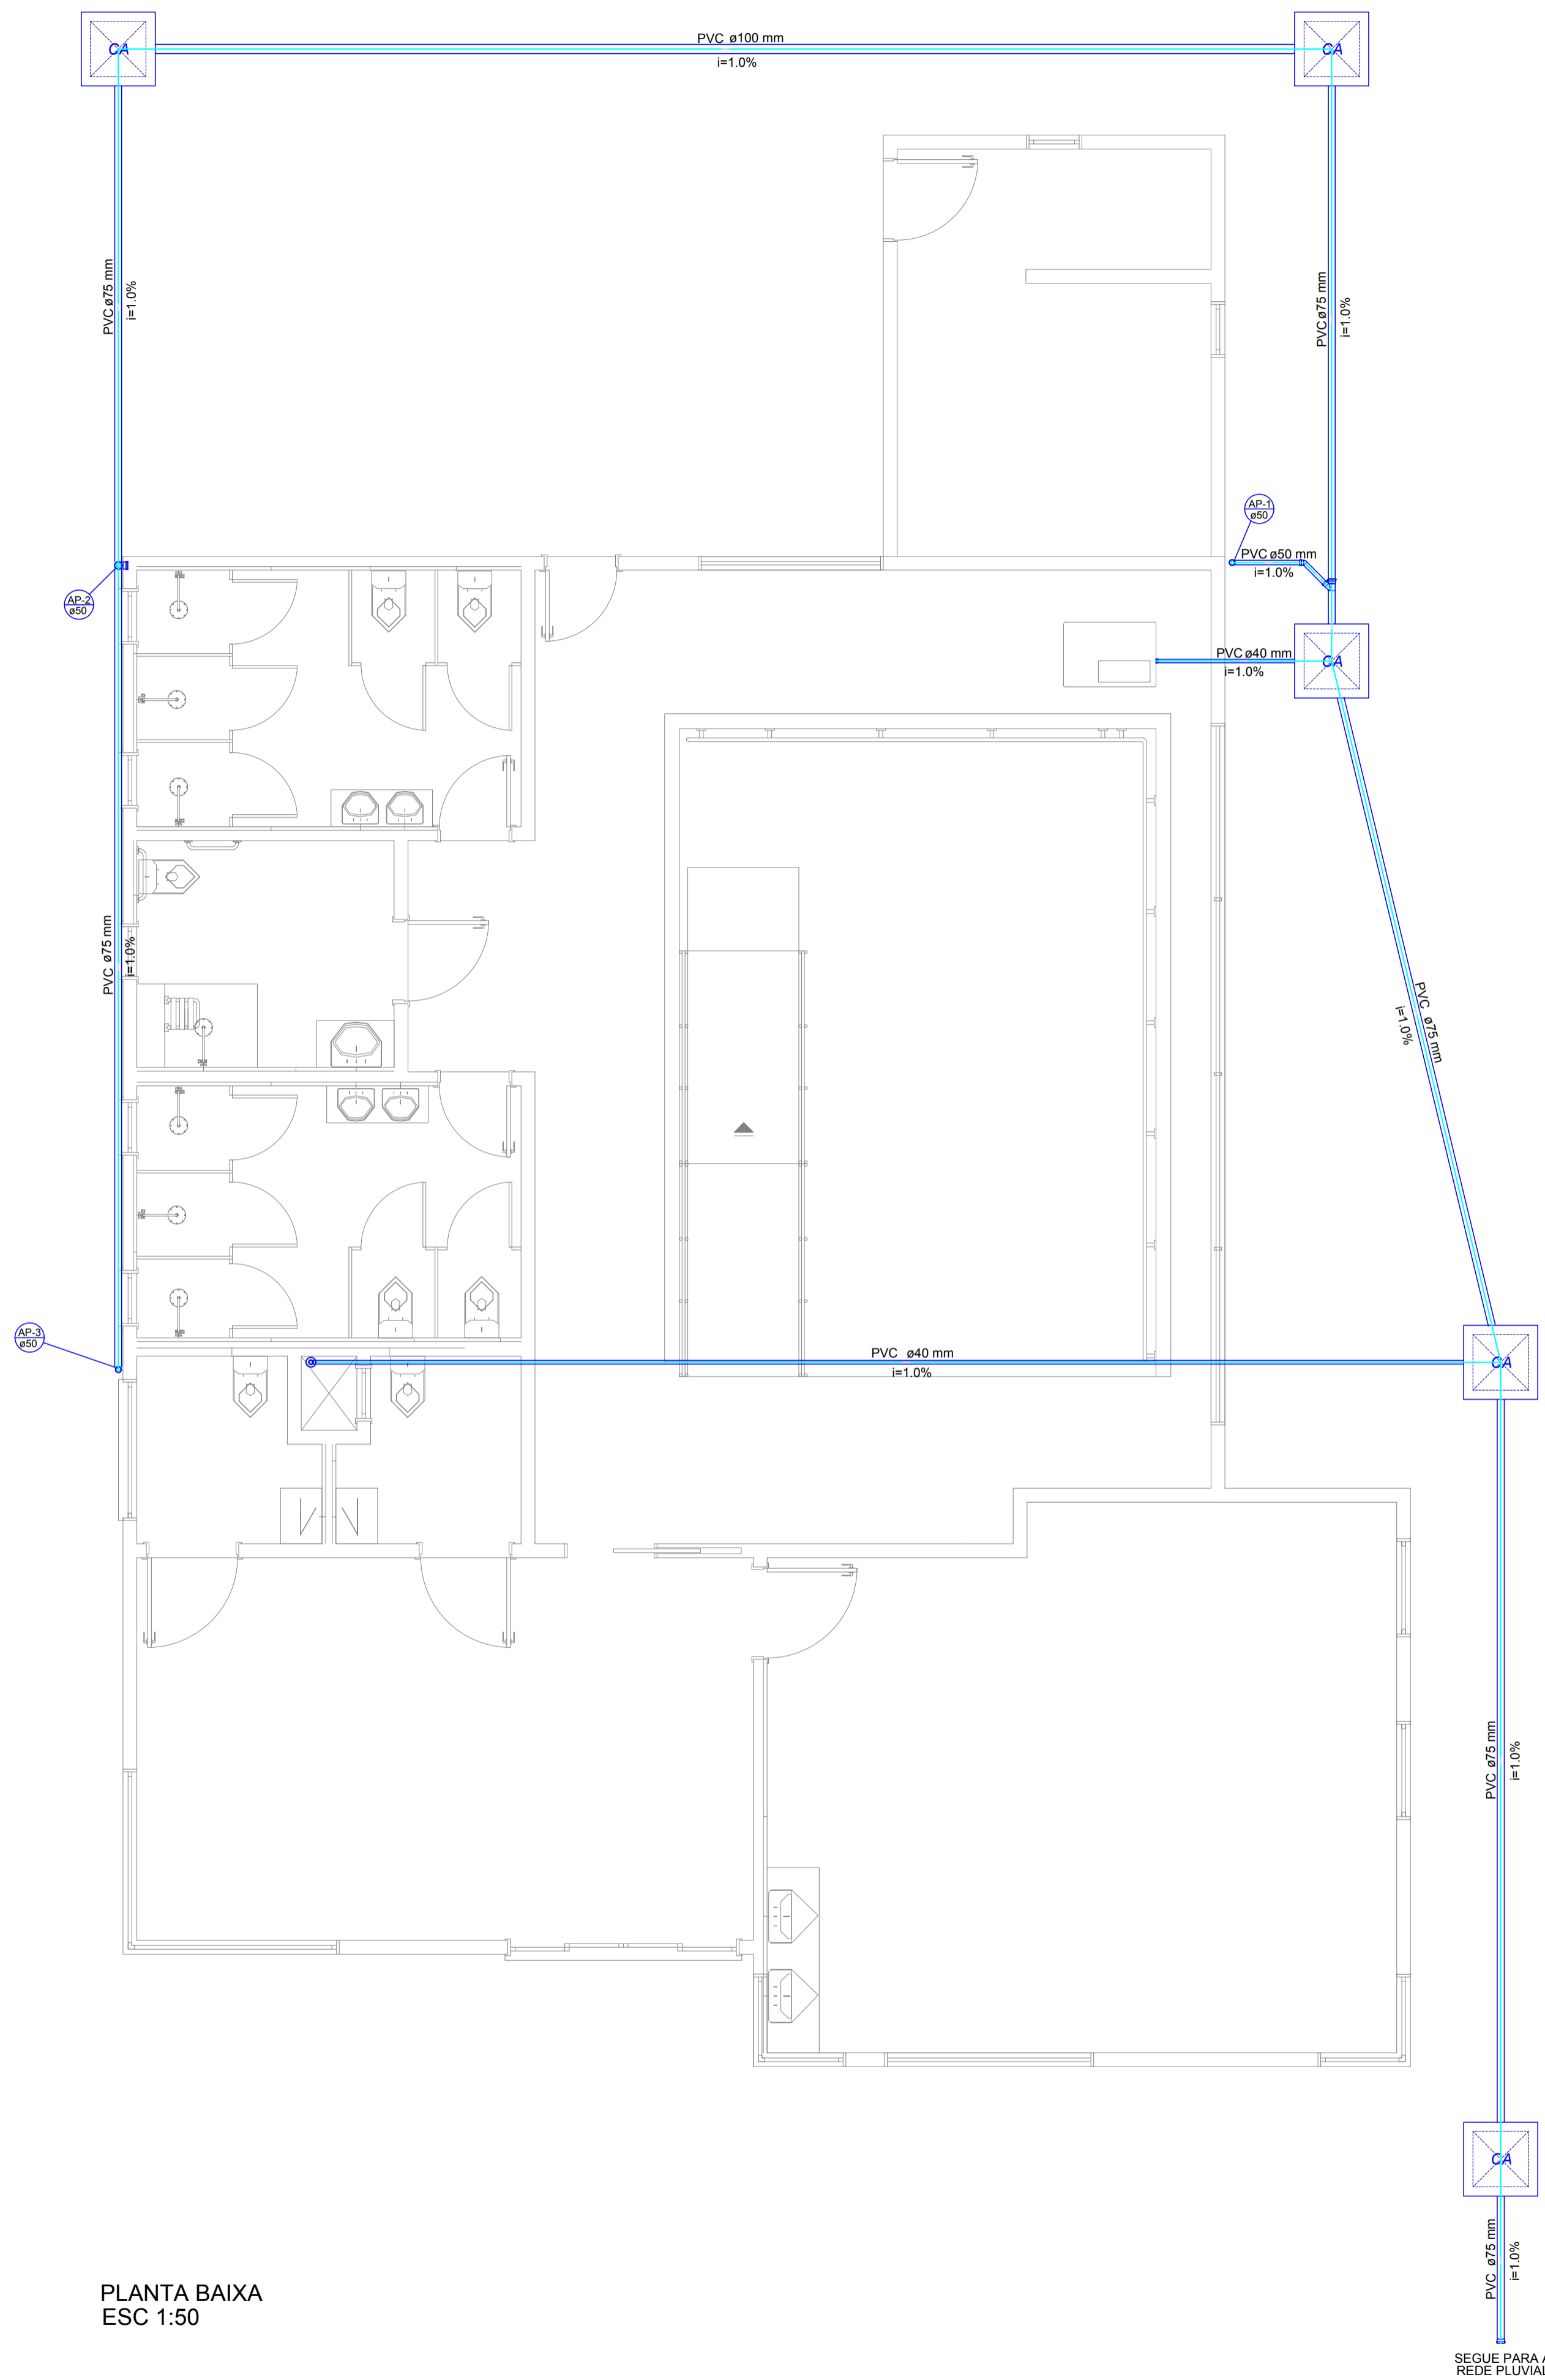 CA
PVC ø100 mm
i=1.0%
CA
PVC ø75 mm
i=1.0%
PVC ø75 mm
i=1.0%
AP-1
ø50
PVC ø50 mm
i=1.0%
AP-2
ø50
PVC ø40 mm
i=1.0%
CA
PVC ø75 mm
i=1.0%
PVC ø75 mm
i=1.0%
AP-3
ø50
PVC ø40 mm
i=1.0%
CA
PVC ø75 mm
i=1.0%
CA
PVC ø75 mm
i=1.0%
PLANTA BAIXA
ESC 1:50
SEGUE PARA A
REDE PLUVIAL